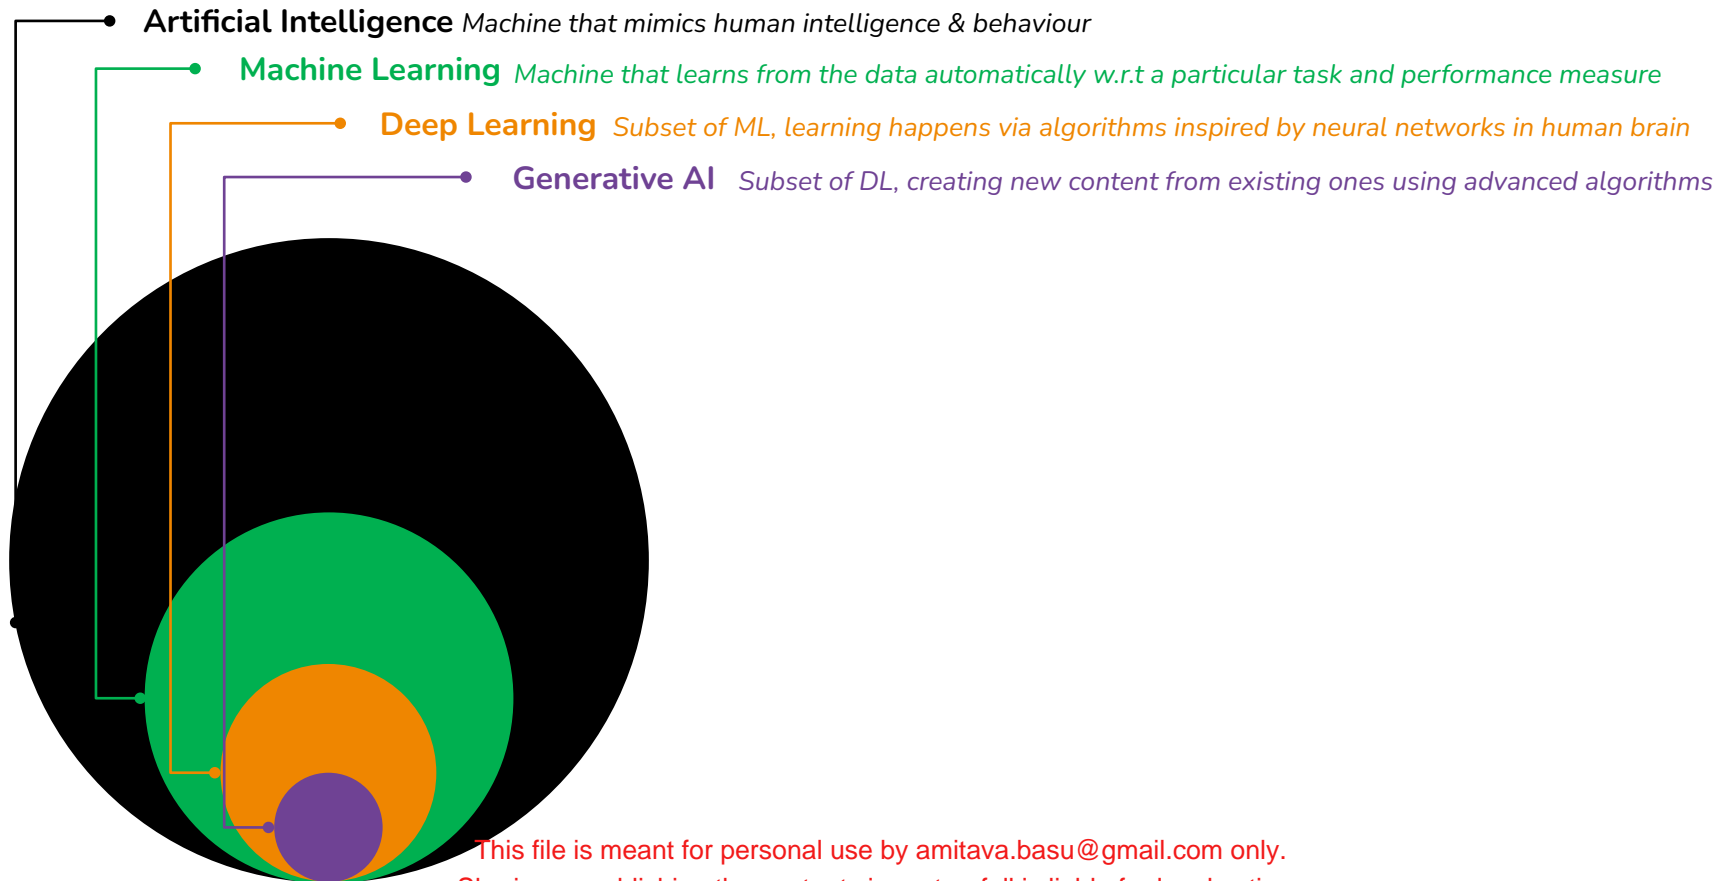 Artificial Intelligence Machine that mimics human intelligence & behaviour
Machine Learning Machine that learns from the data automatically w.r.t a particular task and performance measure
Deep Learning Subset of ML, learning happens via algorithms inspired by neural networks in human brain
Generative AI Subset of DL, creating new content from existing ones using advanced algorithms
This file is meant for personal use by amitava.basu@gmail.com only.